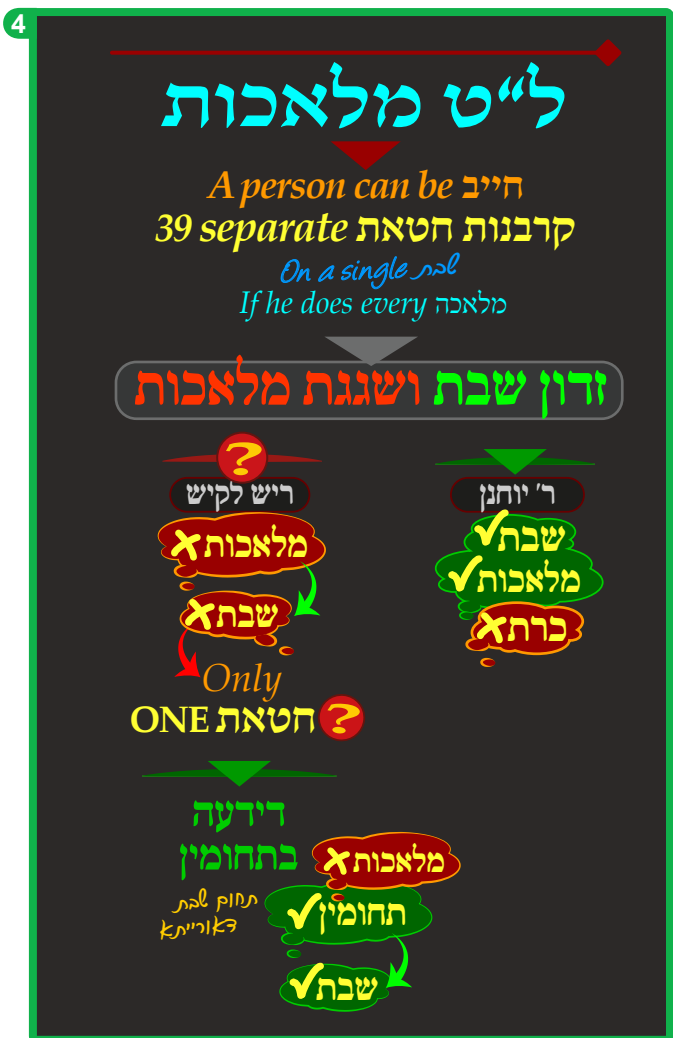 4
ל״ט מלאכות
A person can be חייב
39 separate קרבנות חטאת
On a single שבת
If he does every מלאכה
זדון שבת ושגגת מלאכות
ר׳ יוחנן
שבת
מלאכות
כרת
?
ריש לקיש
מלאכות
שבת
Only
ONE חטאת ?
דידעה
בתחומין
תחום שבת
דאורייתא
מלאכות
תחומין
שבת